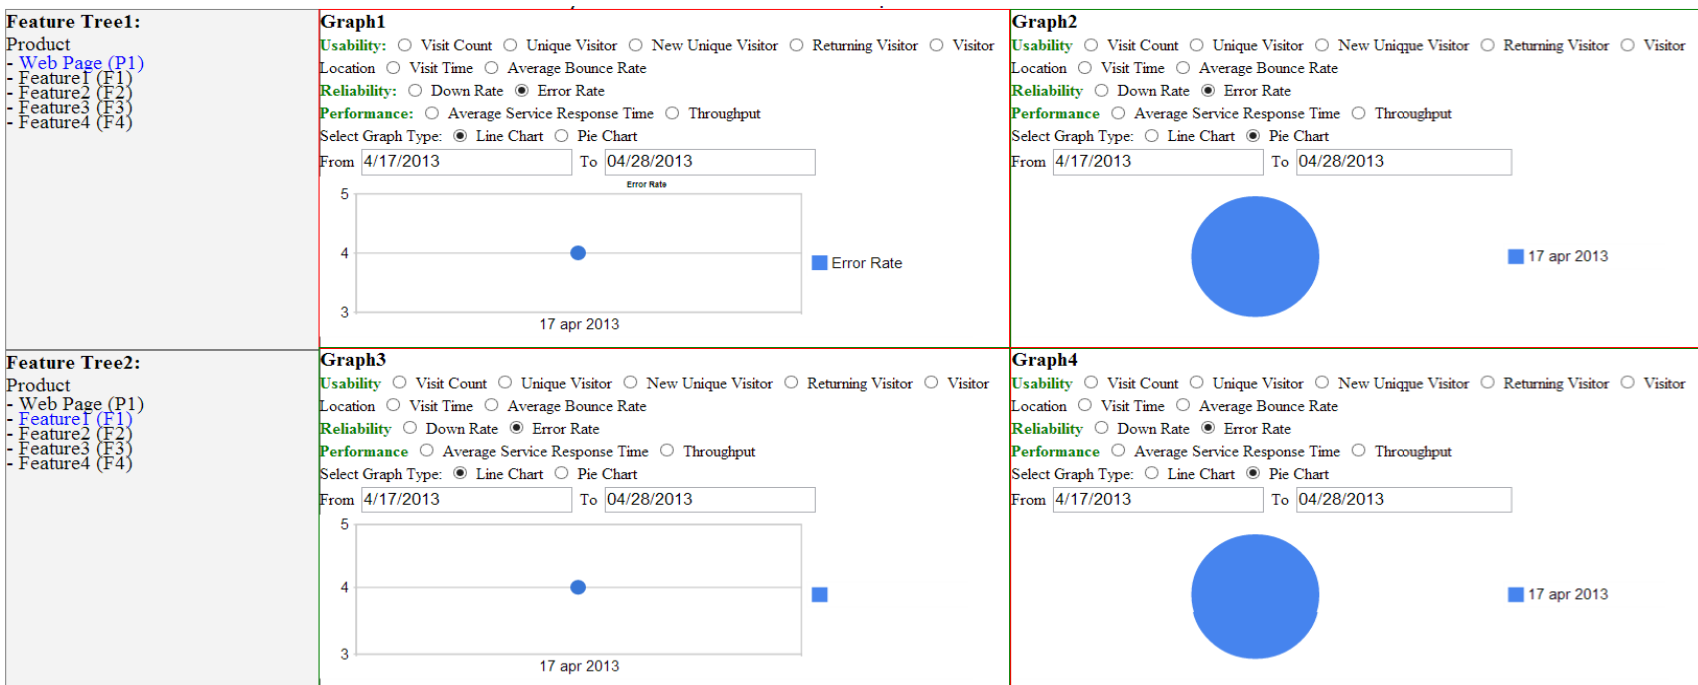 Feature Tree1:
Product
- Web Page (P1)
- Feature1 (F1)
- Feature2 (F2)
- Feature3 (F3)
- Feature4 (F4)
Graph1
Usability: Visit Count Unique Visitor New Unique Visitor Returning Visitor Visitor
Location Visit Time Average Bounce Rate
Reliability: Down Rate Error Rate
Performance: Average Service Response Time Throughput
Select Graph Type: Line Chart Pie Chart
From 4/17/2013 To 04/28/2013
Error Rate
5
4
3
17 apr 2013
Error Rate
Graph2
Usability Visit Count Unique Visitor New Uniqque Visitor Returning Visitor Visitor
Location Visit Time Average Bounce Rate
Reliability Down Rate Error Rate
Performance Average Service Response Time Throughput
Select Graph Type: Line Chart Pie Chart
From 4/17/2013 To 04/28/2013
17 apr 2013
Feature Tree2:
Product
- Web Page (P1)
- Feature1 (F1)
- Feature2 (F2)
- Feature3 (F3)
- Feature4 (F4)
Graph3
Usability Visit Count Unique Visitor New Unique Visitor Returning Visitor Visitor
Location Visit Time Average Bounce Rate
Reliability Down Rate Error Rate
Performance Average Service Response Time Throughput
Select Graph Type: Line Chart Pie Chart
From 4/17/2013 To 04/28/2013
5
4
3
17 apr 2013
Graph4
Usability Visit Count Unique Visitor New Uniqque Visitor Returning Visitor Visitor
Location Visit Time Average Bounce Rate
Reliability Down Rate Error Rate
Performance Average Service Response Time Throughput
Select Graph Type: Line Chart Pie Chart
From 4/17/2013 To 04/28/2013
17 apr 2013